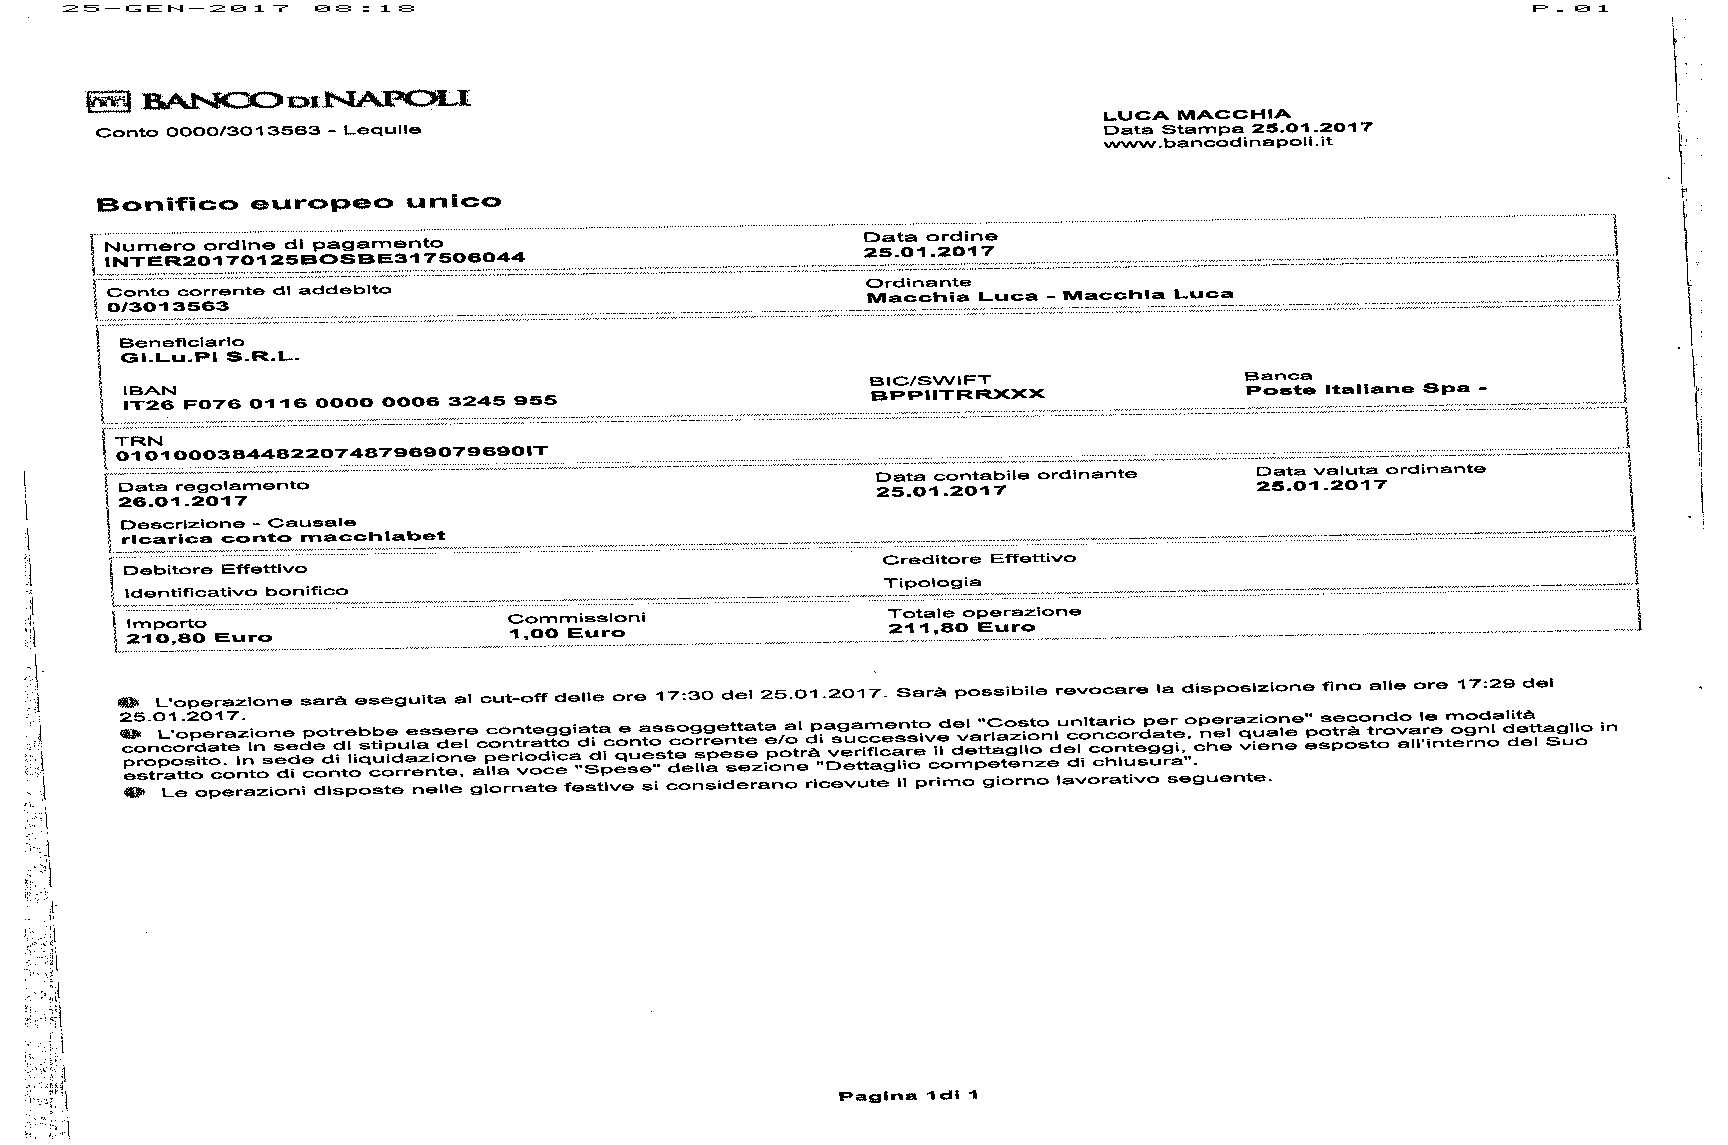 25-GEN-2017 08:18 P.01
BANCO DI NAPOLI
Conto 0000/3013563 - Lequile
LUCA MACCHIA
Data Stampa 25.01.2017
www.bancodinapoli.it
Bonifico europeo unico
Numero ordine di pagamento Data ordine
INTER20170125BOSBE317506044 25.01.2017
Conto corrente di addebito Ordinante
0/3013563 Macchia Luca - Macchia Luca
Beneficiario
GI.Lu.PI S.R.L.
IBAN BIC/SWIFT Banca
IT26 F076 0116 0000 0006 3245 955 BPPIITRRXXX Poste Italiane Spa -
TRN
0101000384482207487969079690IT
Data regolamento Data contabile ordinante Data valuta ordinante
26.01.2017 25.01.2017 25.01.2017
Descrizione - Causale
ricarica conto macchiabet
Debitore Effettivo Creditore Effettivo
Identificativo bonifico Tipologia
Importo Commissioni Totale operazione
210,80 Euro 1,00 Euro 211,80 Euro
L'operazione sarà eseguita al cut-off delle ore 17:30 del 25.01.2017. Sarà possibile revocare la disposizione fino alle ore 17:29 del
25.01.2017.
L'operazione potrebbe essere conteggiata e assoggettata al pagamento del "Costo unitario per operazione" secondo le modalità
concordate in sede di stipula del contratto di conto corrente e/o di successive variazioni concordate, nel quale potrà trovare ogni dettaglio in
proposito. In sede di liquidazione periodica di queste spese potrà verificare il dettaglio dei conteggi, che viene esposto all'interno del Suo
estratto conto di conto corrente, alla voce "Spese" della sezione "Dettaglio competenze di chiusura".
Le operazioni disposte nelle giornate festive si considerano ricevute il primo giorno lavorativo seguente.
Pagina 1di 1